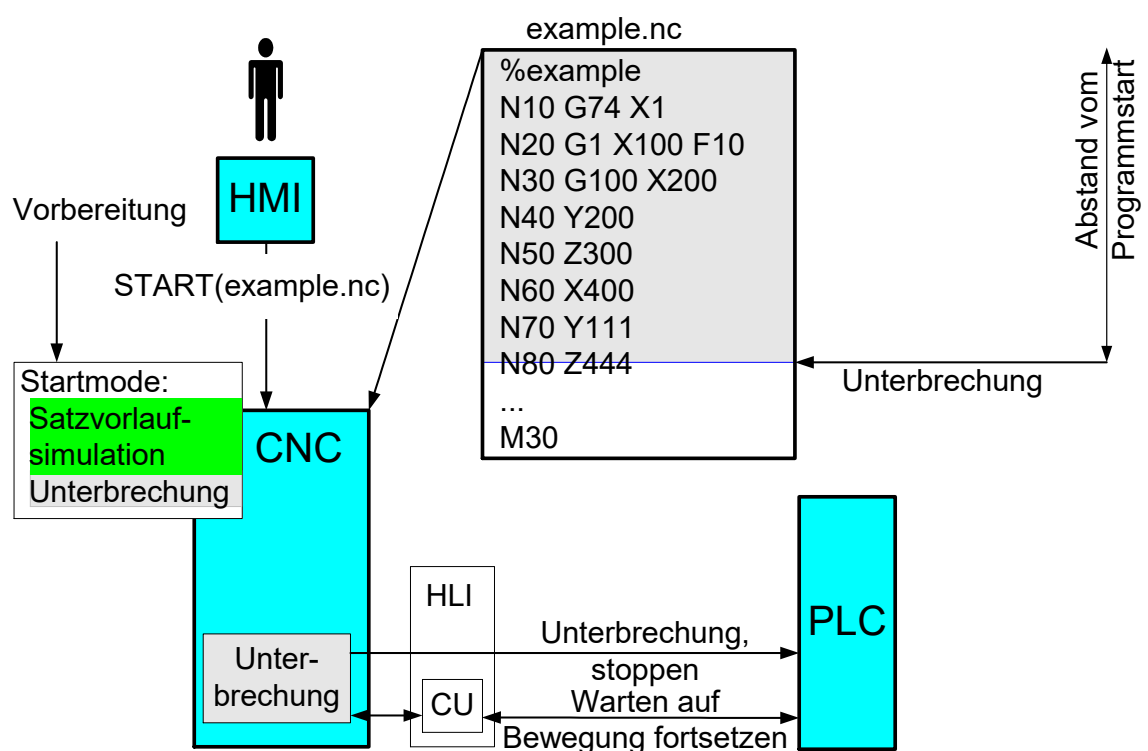 example.nc
%example
N10 G74 X1
N20 G1 X100 F10
N30 G100 X200
N40 Y200
N50 Z300
N60 X400
N70 Y111
N80 Z444
...
M30
Abstand vom
Programmstart
Unterbrechung
HMI
Vorbereitung
START(example.nc)
Startmode:
Satzvorlauf-
simulation
Unterbrechung
CNC
Unter-
brechung
HLI
CU
Unterbrechung,
stoppen
Warten auf
Bewegung fortsetzen
PLC